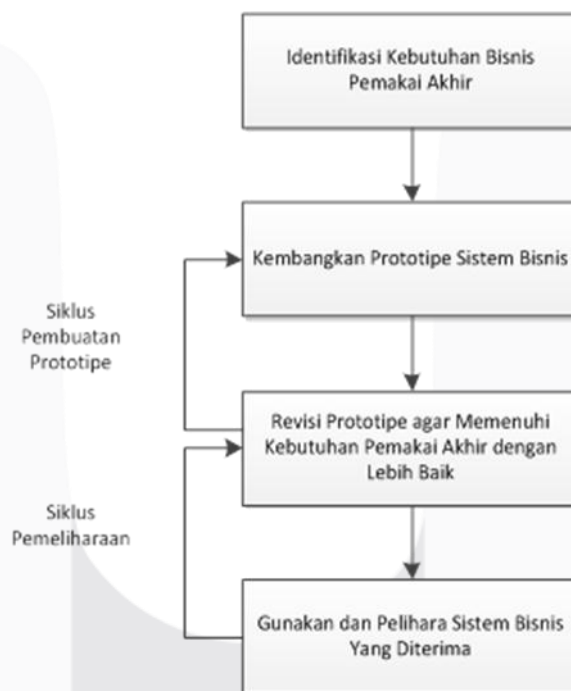 Identifikasi Kebutuhan Bisnis
Pemakai Akhir
Kembangkan Prototipe Sistem Bisnis
Siklus
Pembuatan
Prototipe
Revisi Prototipe agar Memenuhi
Kebutuhan Pemakai Akhir dengan
Lebih Baik
Siklus
Pemeliharaan
Gunakan dan Pelihara Sistem Bisnis
Yang Diterima